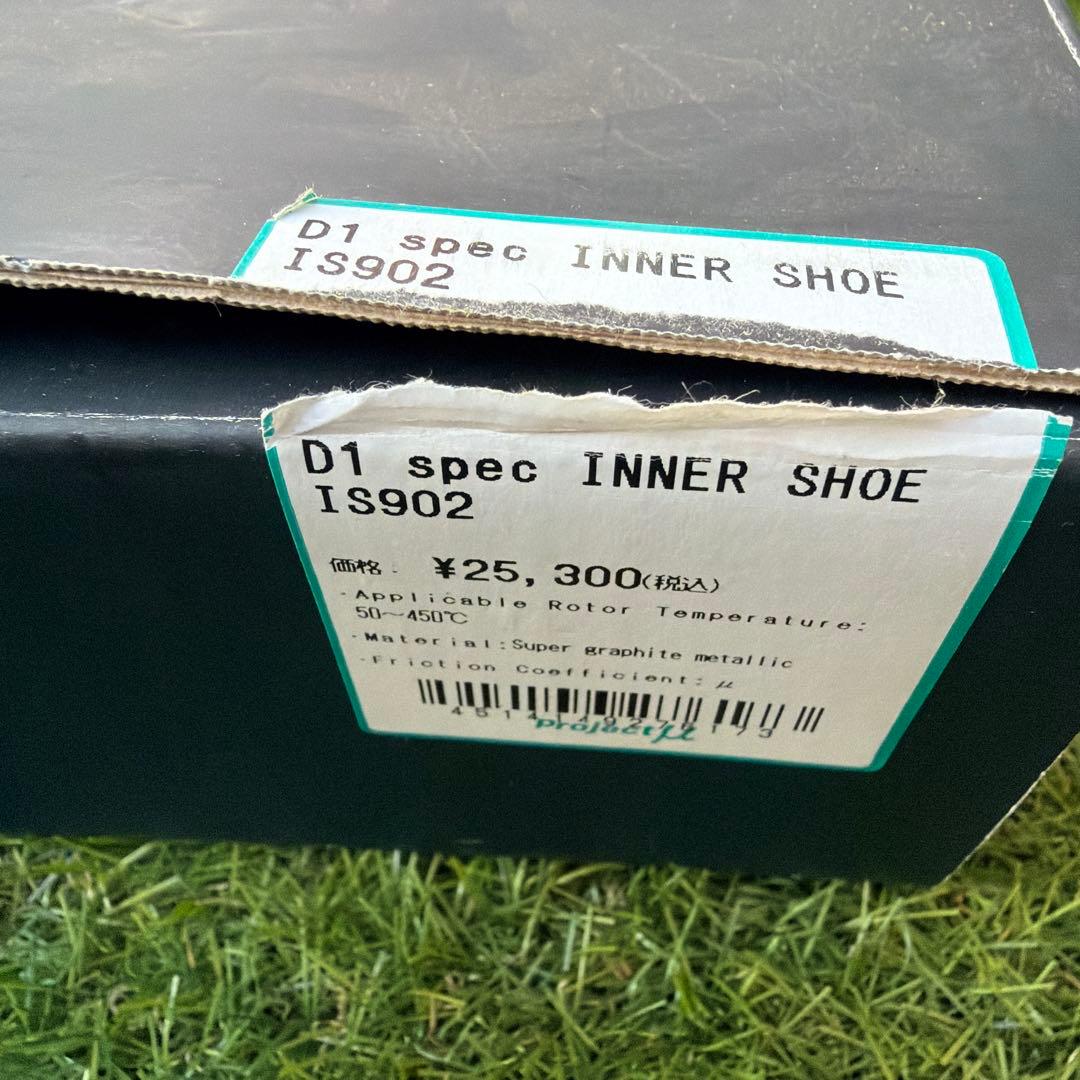 D1 spec INNER SHOE
IS902
D1 spec INNER SHOE
IS902
価格: ¥25,300(税込)
・Applicable Rotor Temperature:
50～450℃
・Material:Super graphite metallic
・Friction Coefficient:μ
projectμ